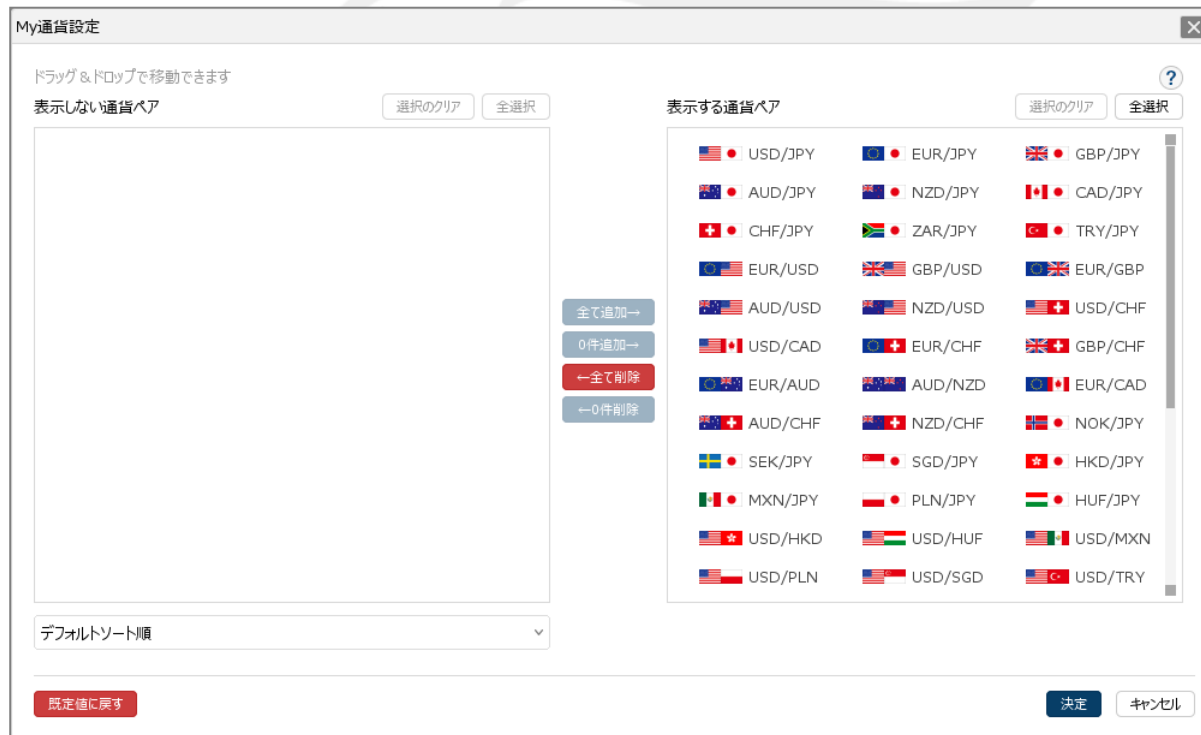 My通貨設定
ドラッグ&ドロップで移動できます
?
表示しない通貨ペア 選択のクリア 全選択
表示する通貨ペア 選択のクリア 全選択
全て追加→
0件追加→
←全て削除
←0件削除
USD/JPY EUR/JPY GBP/JPY
AUD/JPY NZD/JPY CAD/JPY
CHF/JPY ZAR/JPY TRY/JPY
EUR/USD GBP/USD EUR/GBP
AUD/USD NZD/USD USD/CHF
USD/CAD EUR/CHF GBP/CHF
EUR/AUD AUD/NZD EUR/CAD
AUD/CHF NZD/CHF NOK/JPY
SEK/JPY SGD/JPY HKD/JPY
MXN/JPY PLN/JPY HUF/JPY
USD/HKD USD/HUF USD/MXN
USD/PLN USD/SGD USD/TRY
デフォルトソート順
既定値に戻す 決定 キャンセル